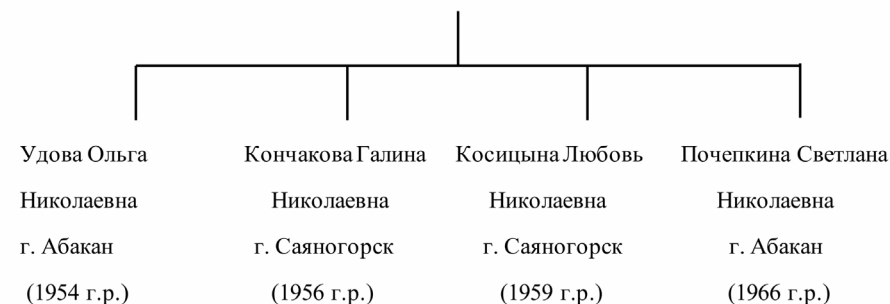 Удова Ольга
Николаевна
г. Абакан
(1954 г.р.)
Кончакова Галина
Николаевна
г. Саяногорск
(1956 г.р.)
Косицына Любовь
Николаевна
г. Саяногорск
(1959 г.р.)
Почепкина Светлана
Николаевна
г. Абакан
(1966 г.р.)